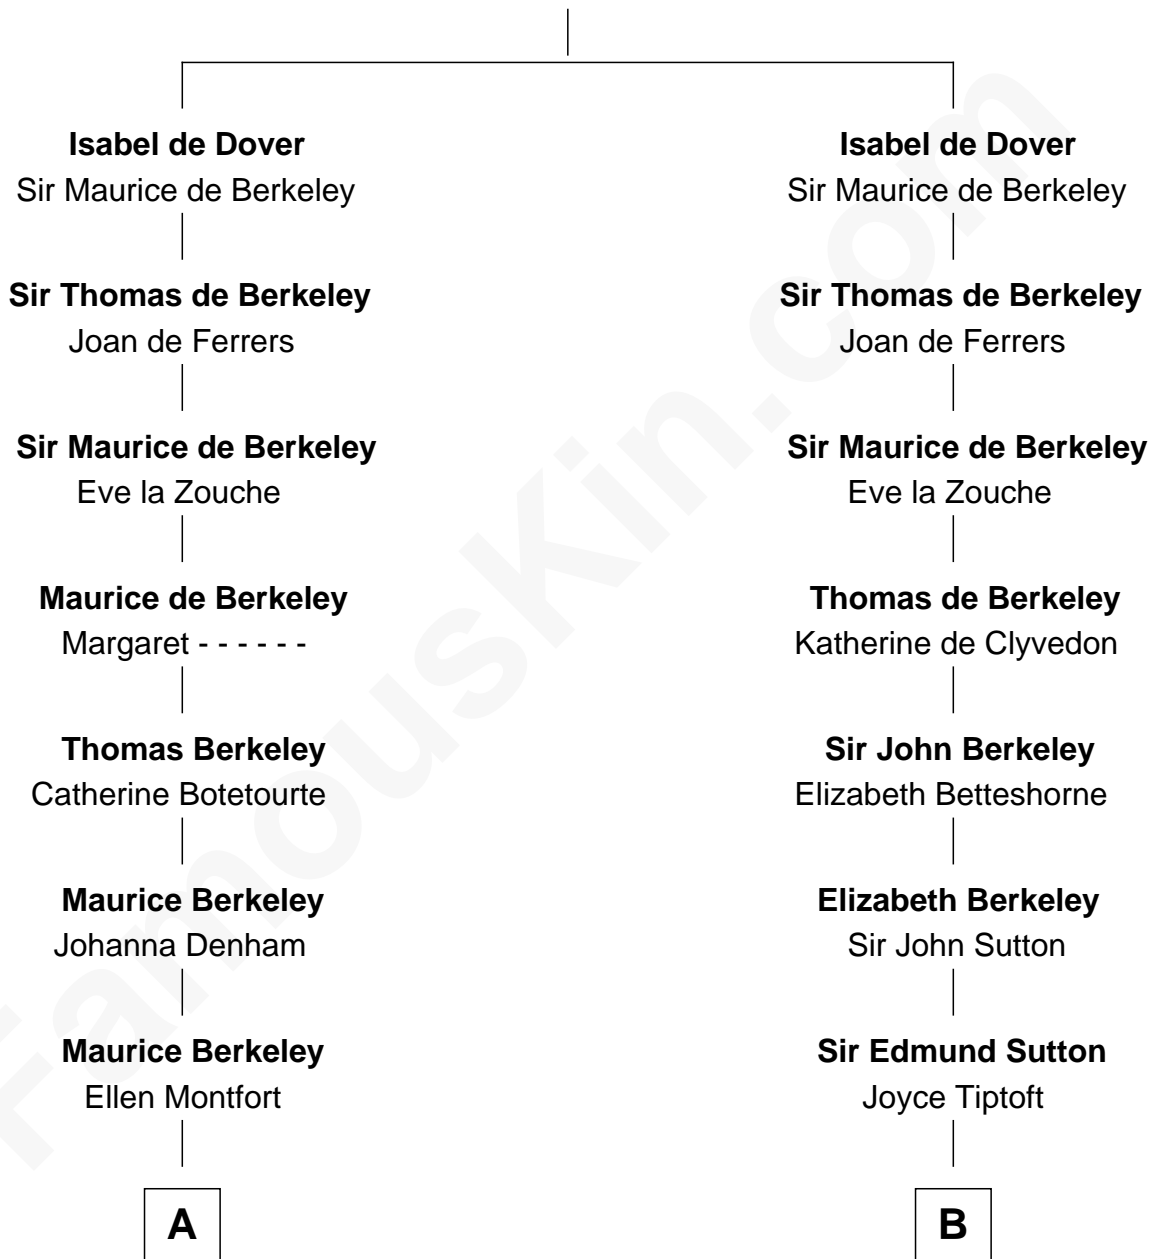 Isabel de Dover
Sir Maurice de Berkeley
Sir Thomas de Berkeley
Joan de Ferrers
Sir Maurice de Berkeley
Eve la Zouche
Maurice de Berkeley
Margaret - - - - - -
Thomas Berkeley
Catherine Botetourte
Maurice Berkeley
Johanna Denham
Maurice Berkeley
Ellen Montfort
A
Isabel de Dover
Sir Maurice de Berkeley
Sir Thomas de Berkeley
Joan de Ferrers
Sir Maurice de Berkeley
Eve la Zouche
Thomas de Berkeley
Katherine de Clyvedon
Sir John Berkeley
Elizabeth Betteshorne
Elizabeth Berkeley
Sir John Sutton
Sir Edmund Sutton
Joyce Tiptoft
B
FamousKin.com